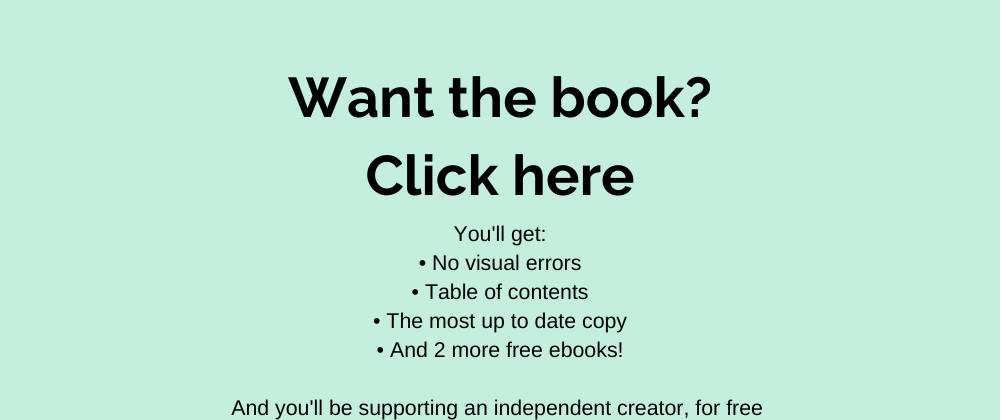 Want the book?
Click here
You'll get:
• No visual errors
• Table of contents
• The most up to date copy
• And 2 more free ebooks!
And you'll be supporting an independent creator, for free